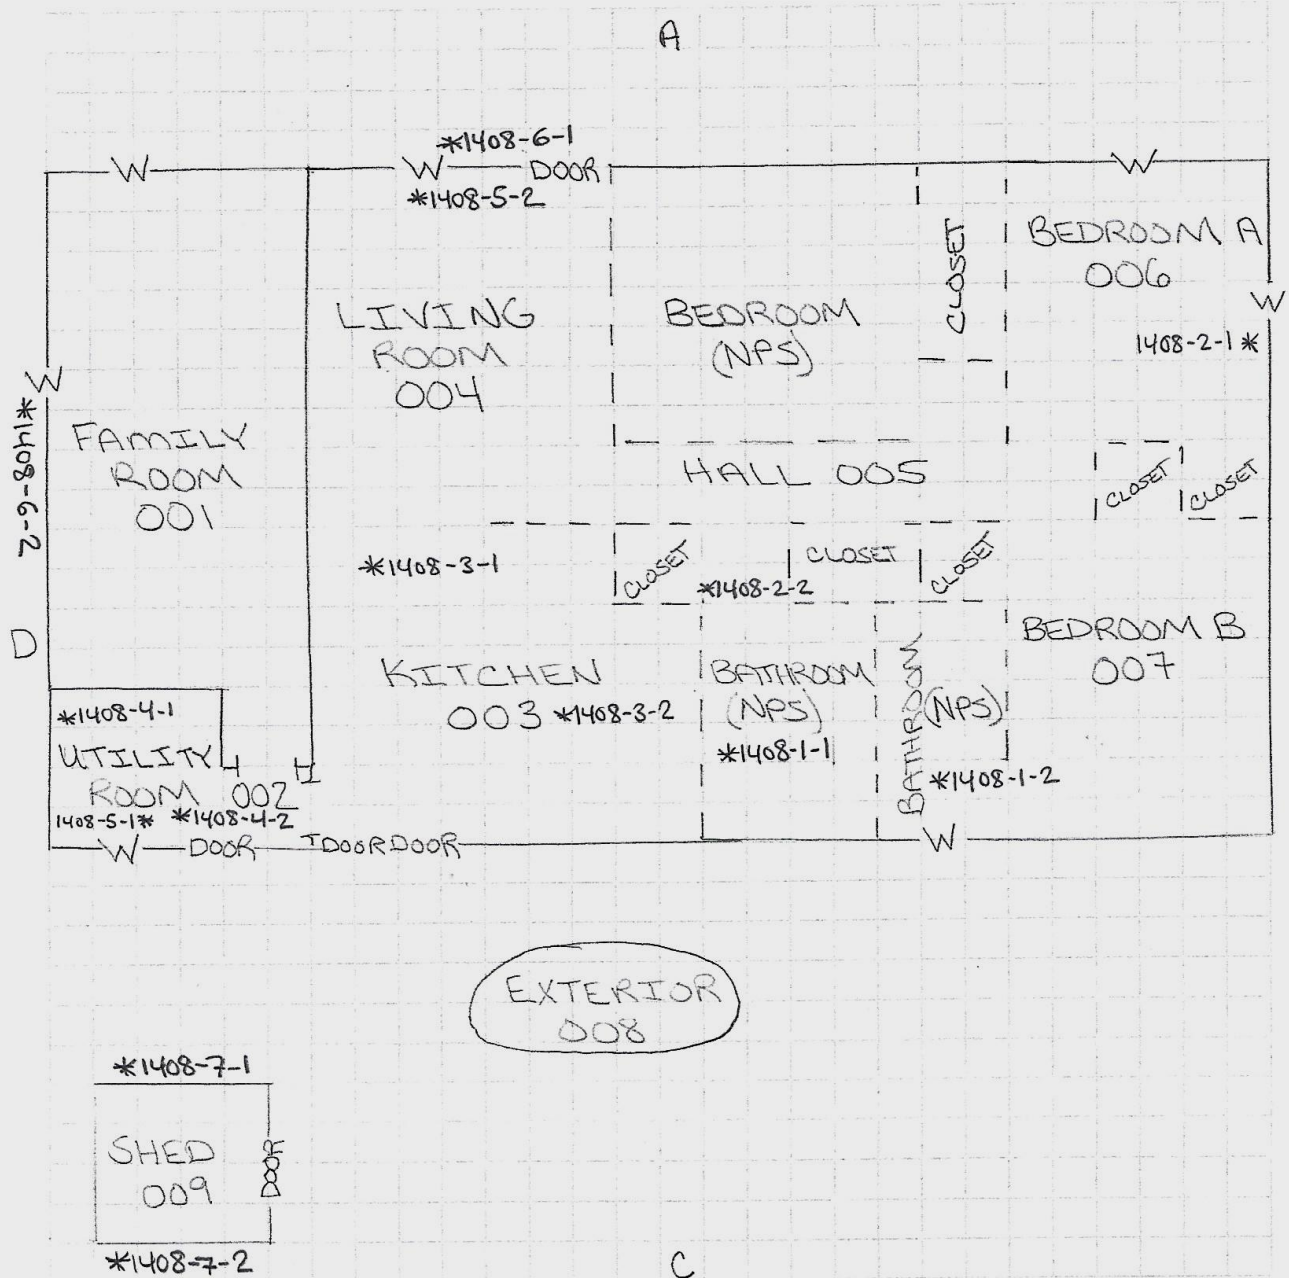 A
*1408-6-1
W
W
DOOR
W
*1408-5-2
BEDROOM A
006
CLOSET
LIVING
ROOM
004
BEDROOM
(NPS)
W
1408-2-1*
W
*1408-6-2
FAMILY
ROOM
001
HALL 005
CLOSET
CLOSET
*1408-3-1
CLOSET
*1408-2-2
CLOSET
CLOSET
D
KITCHEN
003 *1408-3-2
BATHROOM
(NPS)
*1408-1-1
BATHROOM
(NPS)
*1408-1-2
BEDROOM B
007
*1408-4-1
UTILITY
ROOM 002
1408-5-1* *1408-4-2
W
DOOR
DOOR DOOR
W
EXTERIOR
008
*1408-7-1
SHED
009
DOOR
*1408-7-2
C